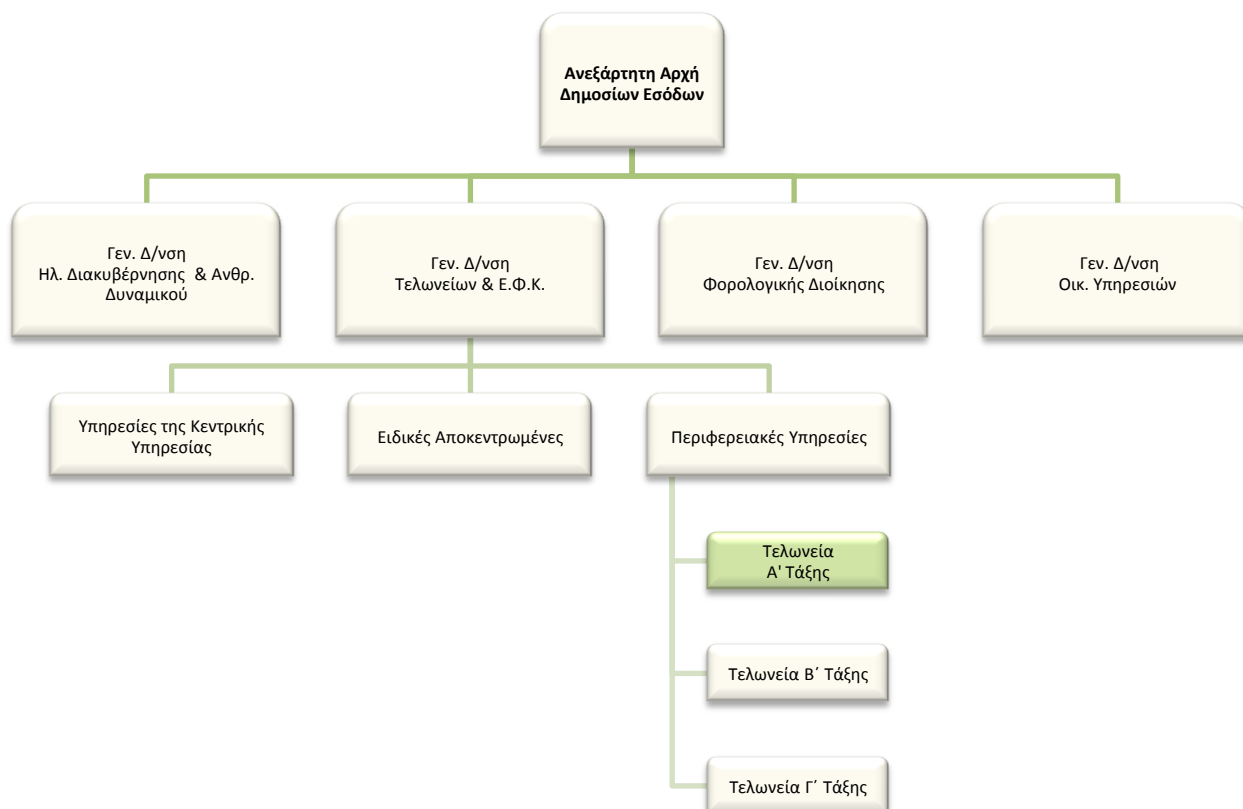 Ανεξάρτητη Αρχή
Δημοσίων Εσόδων
Γεν. Δ/νση
Ηλ. Διακυβέρνησης & Ανθρ.
Δυναμικού
Γεν. Δ/νση
Τελωνείων & Ε.Φ.Κ.
Γεν. Δ/νση
Φορολογικής Διοίκησης
Γεν. Δ/νση
Οικ. Υπηρεσιών
Υπηρεσίες της Κεντρικής
Υπηρεσίας
Ειδικές Αποκεντρωμένες
Περιφερειακές Υπηρεσίες
Τελωνεία
Α' Τάξης
Τελωνεία Β΄ Τάξης
Τελωνεία Γ΄ Τάξης